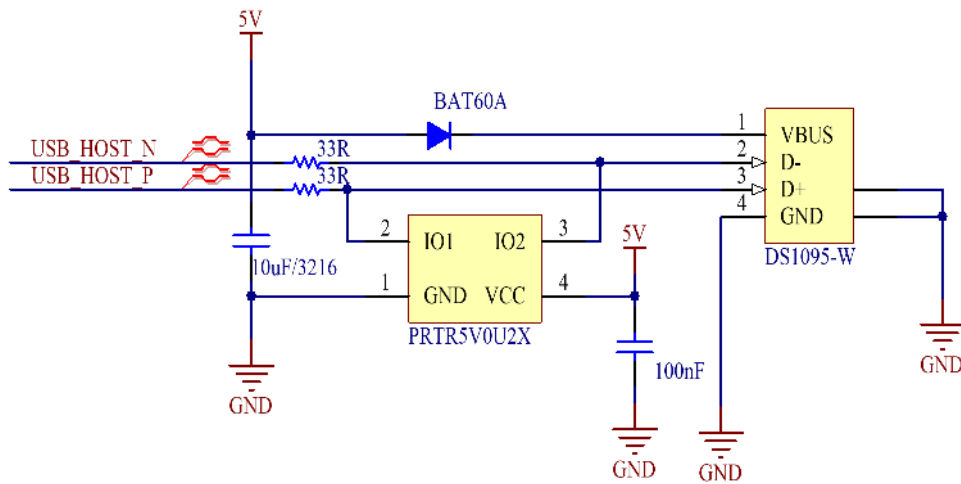 5V
BAT60A
USB_HOST_N
33R
USB_HOST_P
33R
1
VBUS
2
D-
3
D+
4
GND
DS1095-W
2
IO1
IO2
3
5V
10uF/3216
1
GND
VCC
4
PRTR5V0U2X
100nF
GND
GND
GND
GND